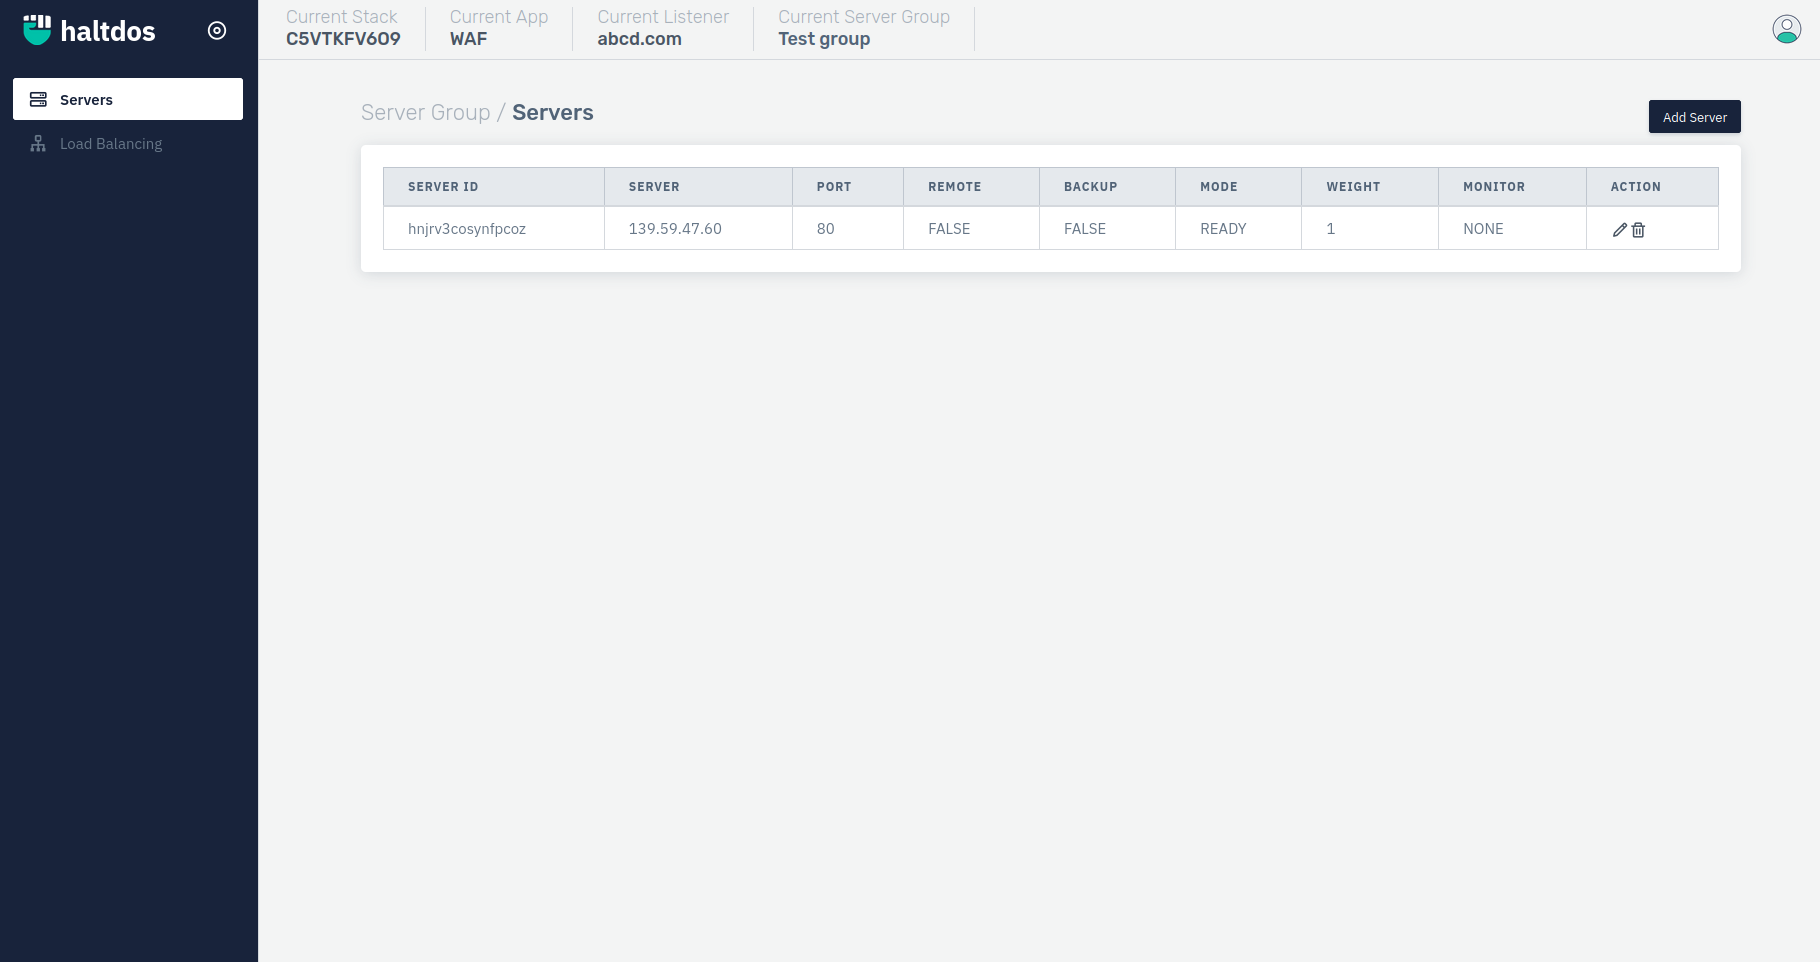 haltdos
Current Stack
C5VTKFV6O9
Current App
WAF
Current Listener
abcd.com
Current Server Group
Test group
Servers
Load Balancing
Server Group / Servers
Add Server
SERVER ID SERVER PORT REMOTE BACKUP MODE WEIGHT MONITOR ACTION
hnjrv3cosynfpcoz 139.59.47.60 80 FALSE FALSE READY 1 NONE